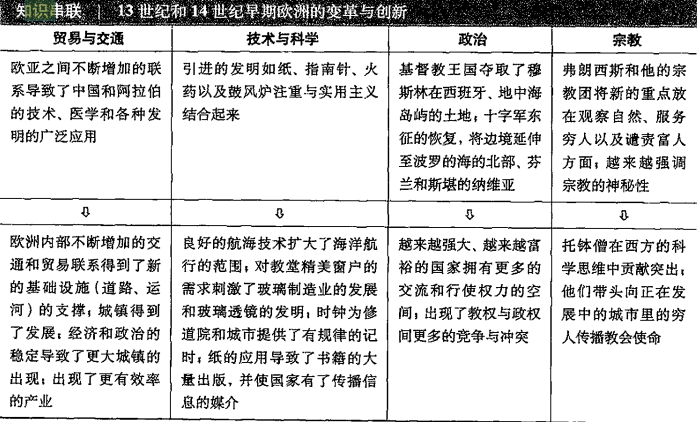 知识串联 | 13世纪和14世纪早期欧洲的变革与创新
贸易与交通
技术与科学
政治
宗教
欧亚之间不断增加的联
系导致了中国和阿拉伯
的技术、医学和各种发
明的广泛应用
引进的发明如纸、指南针、火
药以及鼓风炉注重与实用主义
结合起来
基督教王国夺取了穆
斯林在西班牙、地中海
岛屿的土地；十字军东
征的恢复，将边境延伸
至波罗的海的北部、芬
兰和斯堪的纳维亚
弗朗西斯和他的宗
教团将新的重点放
在观察自然、服务
穷人以及谴责富人
方面；越来越强调
宗教的神秘性
⇩
⇩
⇩
⇩
欧洲内部不断增加的交
通和贸易联系得到了新
的基础设施（道路、运
河）的支撑；城镇得到
了发展；经济和政治的
稳定导致了更大城镇的
出现；出现了更有效率
的产业
良好的航海技术扩大了海洋航
行的范围；对教堂精美窗户的
需求刺激了玻璃制造业的发展
和玻璃透镜的发明；时钟为修
道院和城市提供了有规律的记
时；纸的应用导致了书籍的大
量出版，并使国家有了传播信
息的媒介
越来越强大、越来越富
裕的国家拥有更多的
交流和行使权力的空
间；出现了教权与政权
间更多的竞争与冲突
托钵僧在西方的科
学思维中贡献突出；
他们带头向正在发
展中的城市里的穷
人传播教会使命